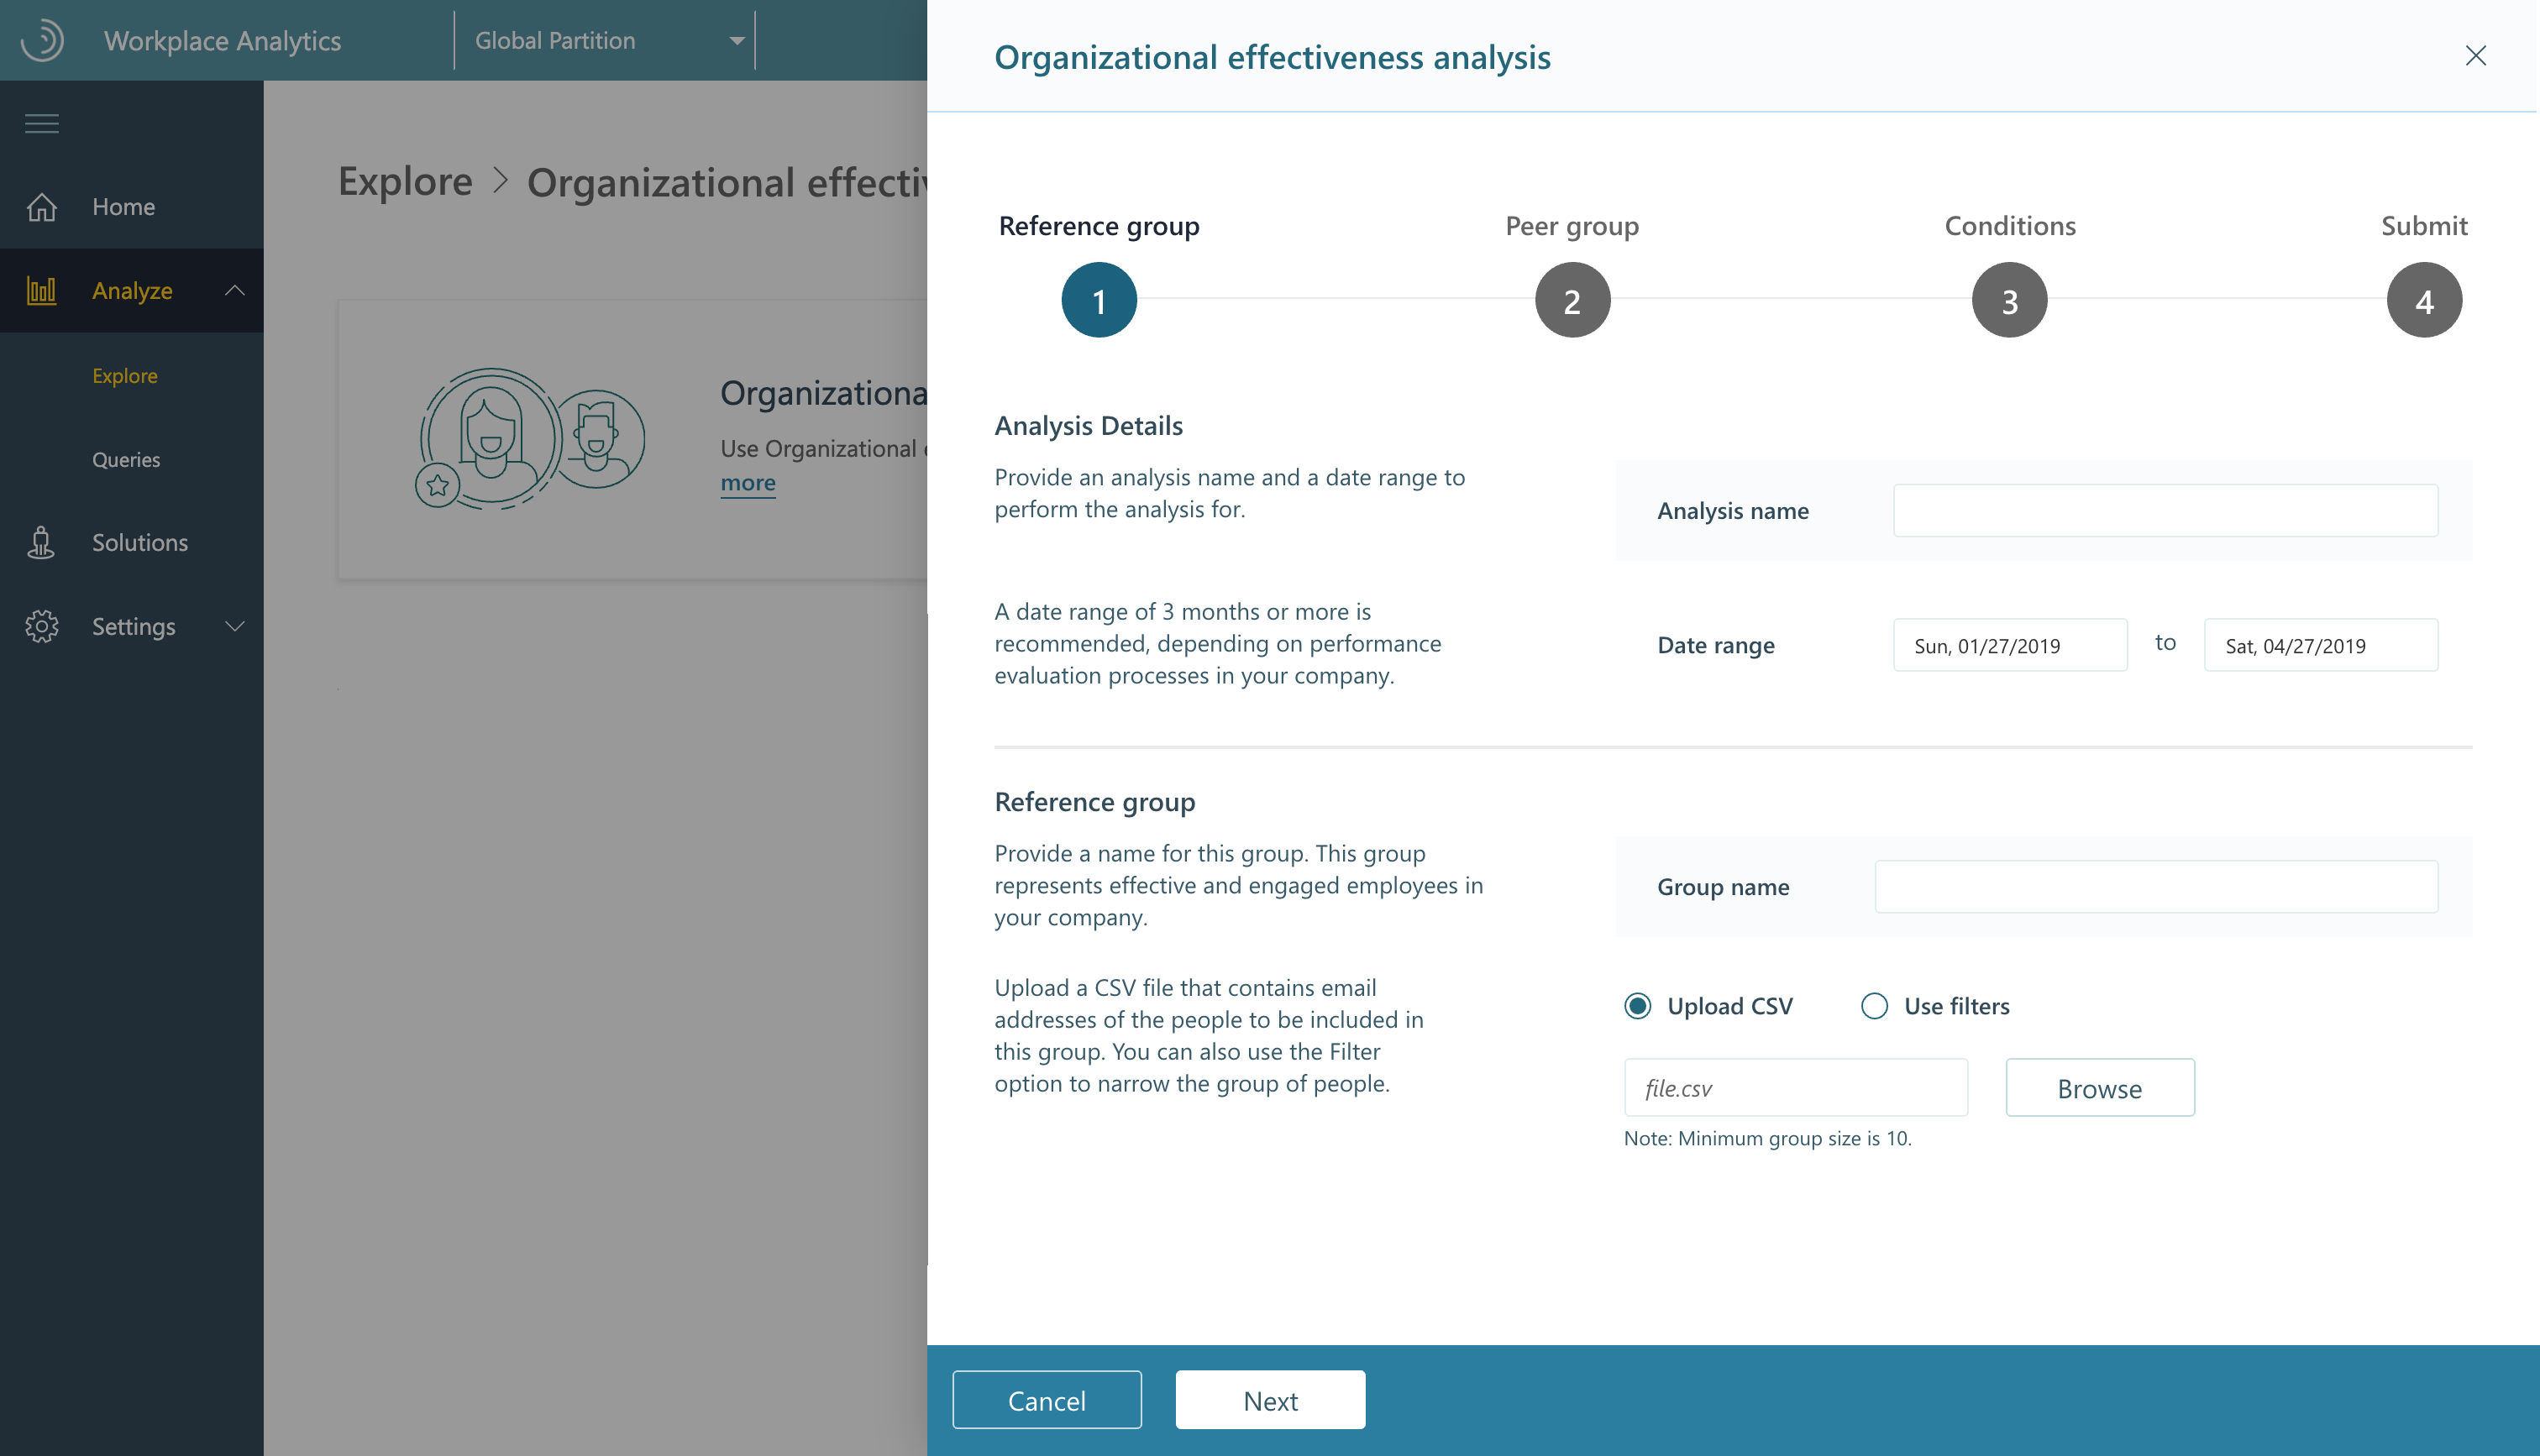 Workplace Analytics
Global Partition
Home
Analyze
Explore
Queries
Solutions
Settings
Explore > Organizational effecti
Organizationa
Use Organizational
more
Organizational effectiveness analysis
Reference group
Peer group
Conditions
Submit
1
2
3
4
Analysis Details
Provide an analysis name and a date range to
perform the analysis for.
Analysis name
A date range of 3 months or more is
recommended, depending on performance
evaluation processes in your company.
Date range
Sun, 01/27/2019
to
Sat, 04/27/2019
Reference group
Provide a name for this group. This group
represents effective and engaged employees in
your company.
Group name
Upload a CSV file that contains email
addresses of the people to be included in
this group. You can also use the Filter
option to narrow the group of people.
Upload CSV
Use filters
file.csv
Browse
Note: Minimum group size is 10.
Cancel
Next